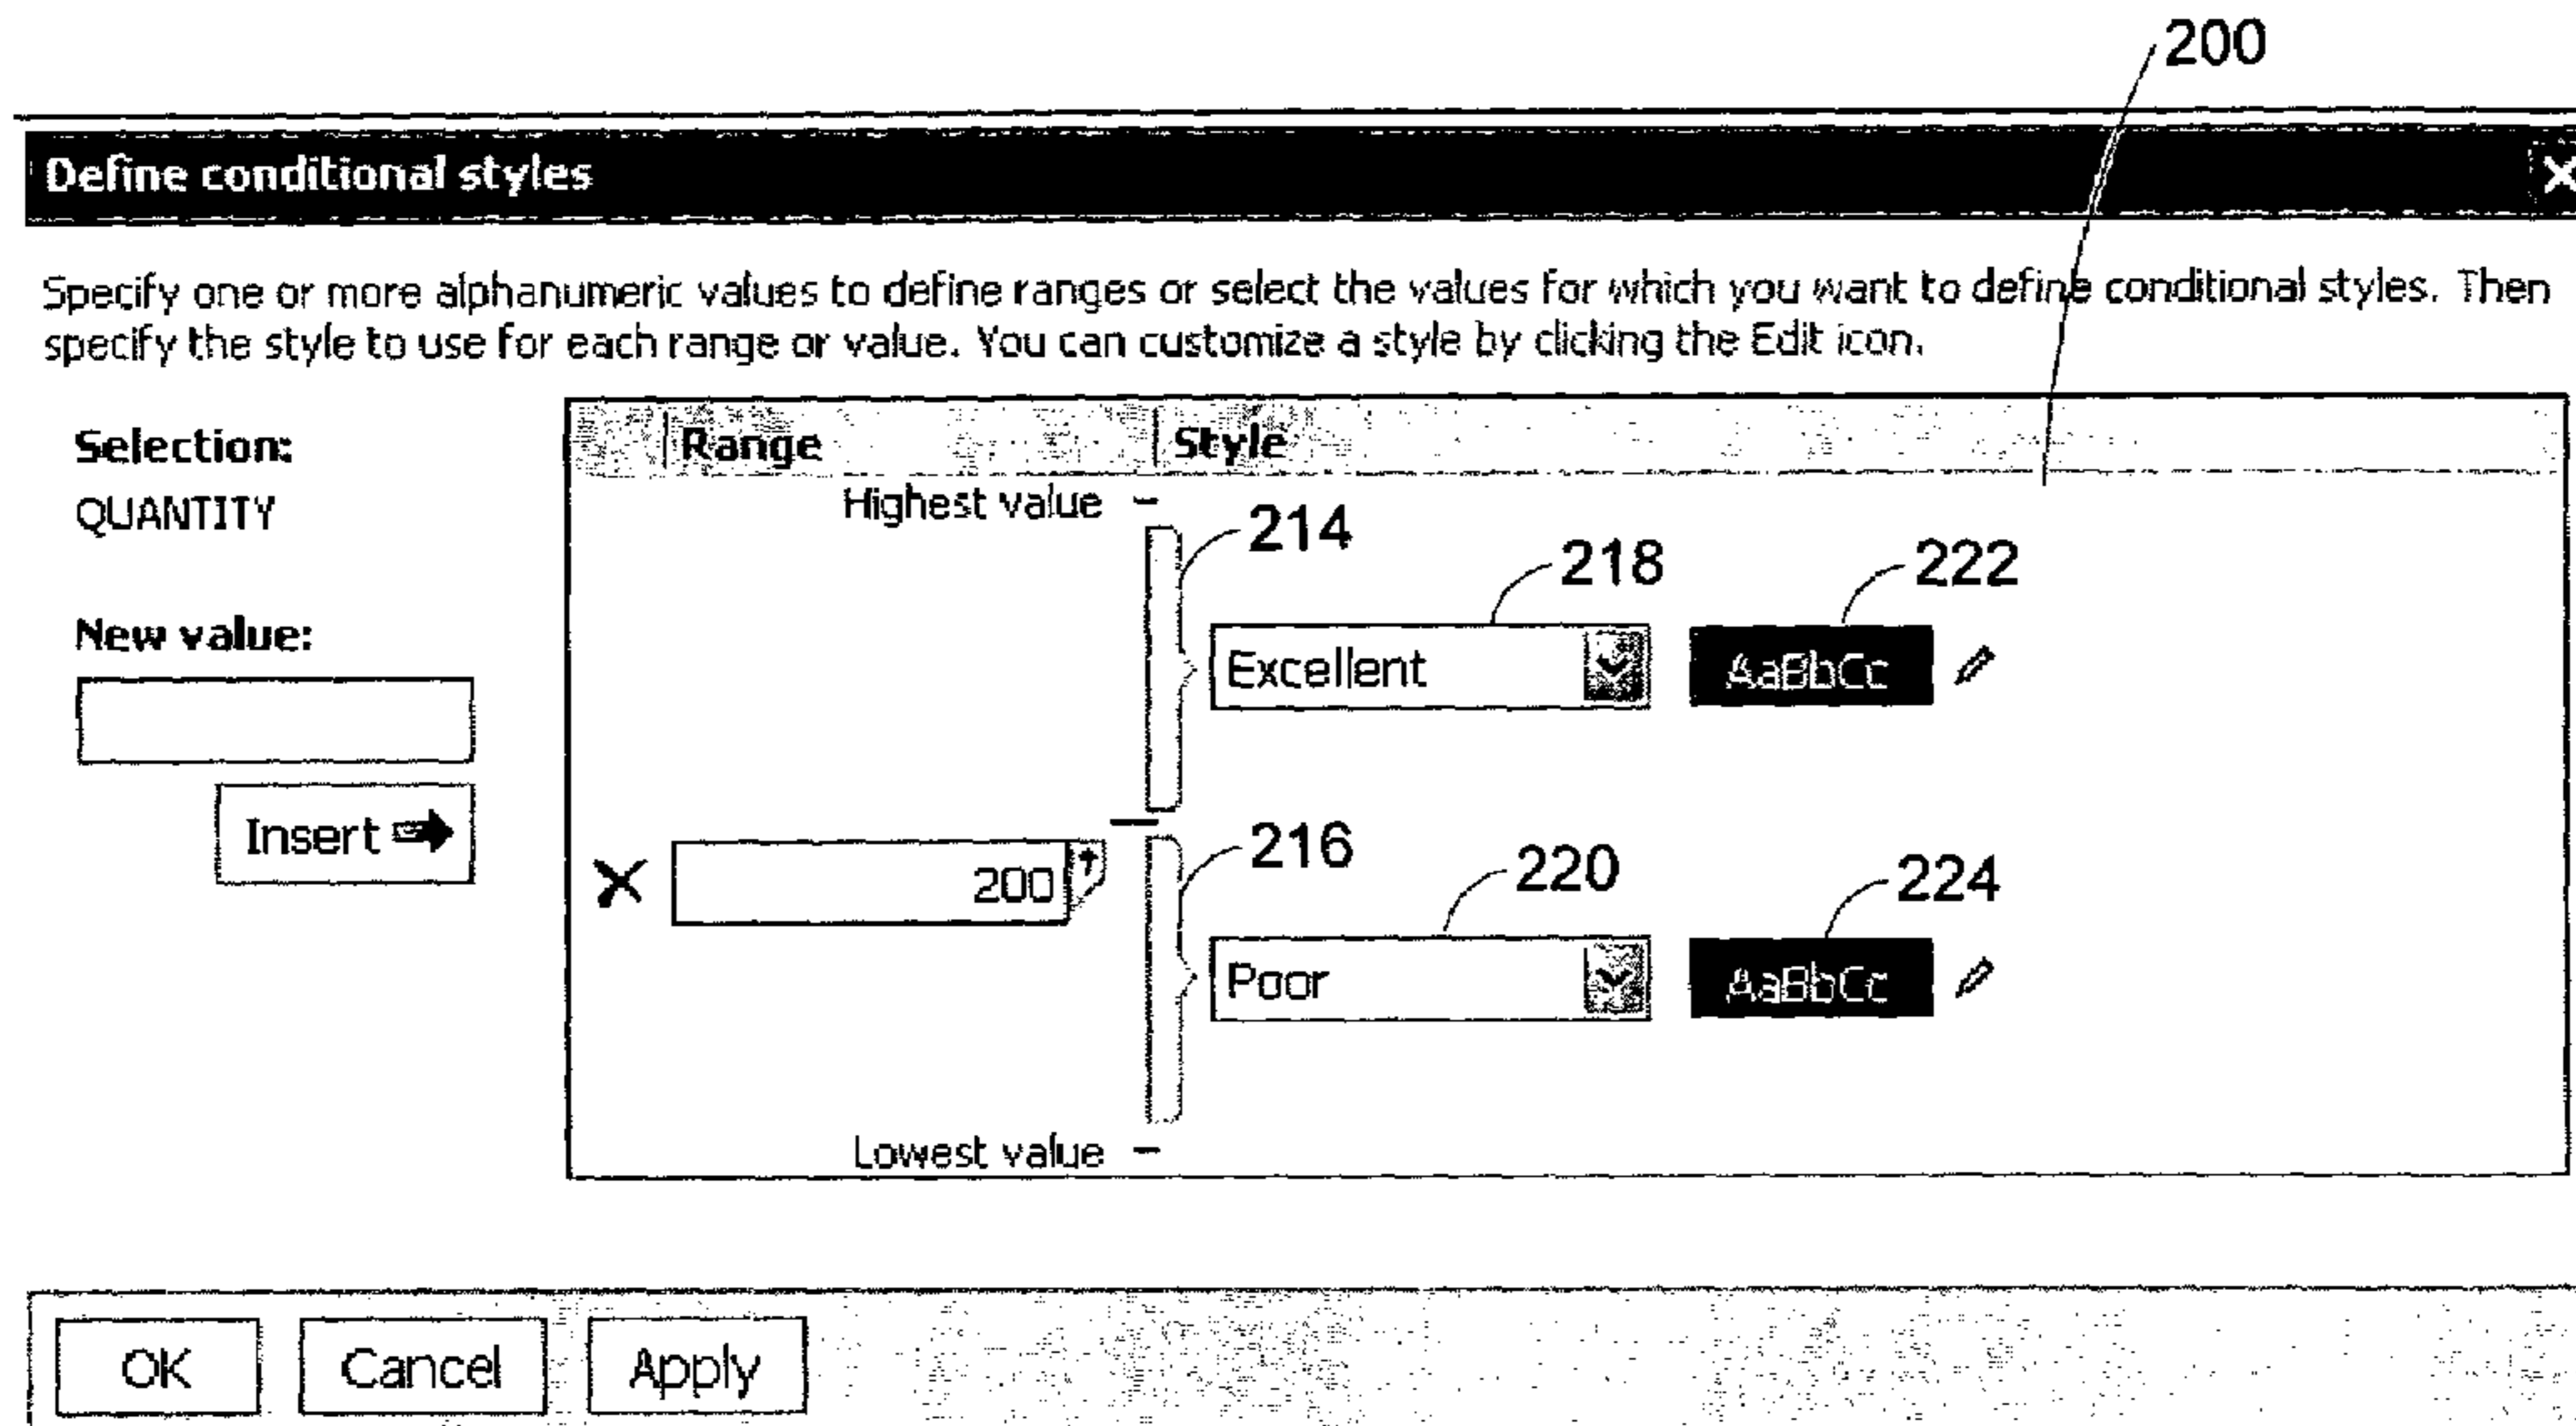 200
Define conditional styles
Specify one or more alphanumeric values to define ranges or select the values for which you want to define conditional styles. Then
specify the style to use for each range or value. You can customize a style by clicking the Edit icon.
Selection:
QUANTITY
New value:
Insert
Range Style
Highest value
214
218
222
Excellent
AaBbCc
200
216
220
224
Poor
AaBbCc
Lowest value
OK Cancel Apply